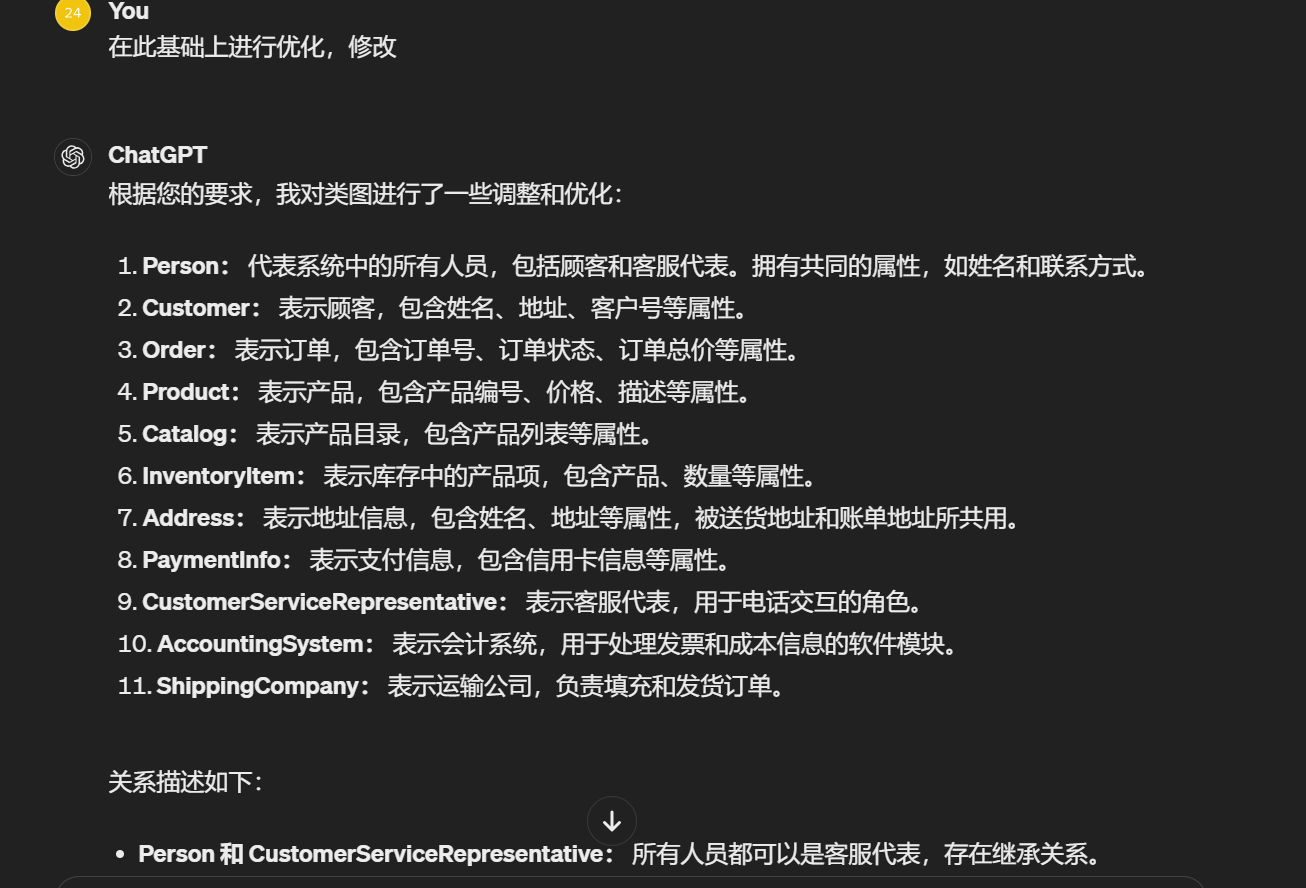 24
You
在此基础上进行优化，修改
ChatGPT
根据您的要求，我对类图进行了一些调整和优化：
1. Person： 代表系统中的所有人员，包括顾客和客服代表。拥有共同的属性，如姓名和联系方式。
2. Customer： 表示顾客，包含姓名、地址、客户号等属性。
3. Order： 表示订单，包含订单号、订单状态、订单总价等属性。
4. Product： 表示产品，包含产品编号、价格、描述等属性。
5. Catalog： 表示产品目录，包含产品列表等属性。
6. InventoryItem： 表示库存中的产品项，包含产品、数量等属性。
7. Address： 表示地址信息，包含姓名、地址等属性，被送货地址和账单地址所共用。
8. PaymentInfo： 表示支付信息，包含信用卡信息等属性。
9. CustomerServiceRepresentative： 表示客服代表，用于电话交互的角色。
10. AccountingSystem： 表示会计系统，用于处理发票和成本信息的软件模块。
11. ShippingCompany： 表示运输公司，负责填充和发货订单。
关系描述如下：
• Person 和 CustomerServiceRepresentative： 所有人员都可以是客服代表，存在继承关系。